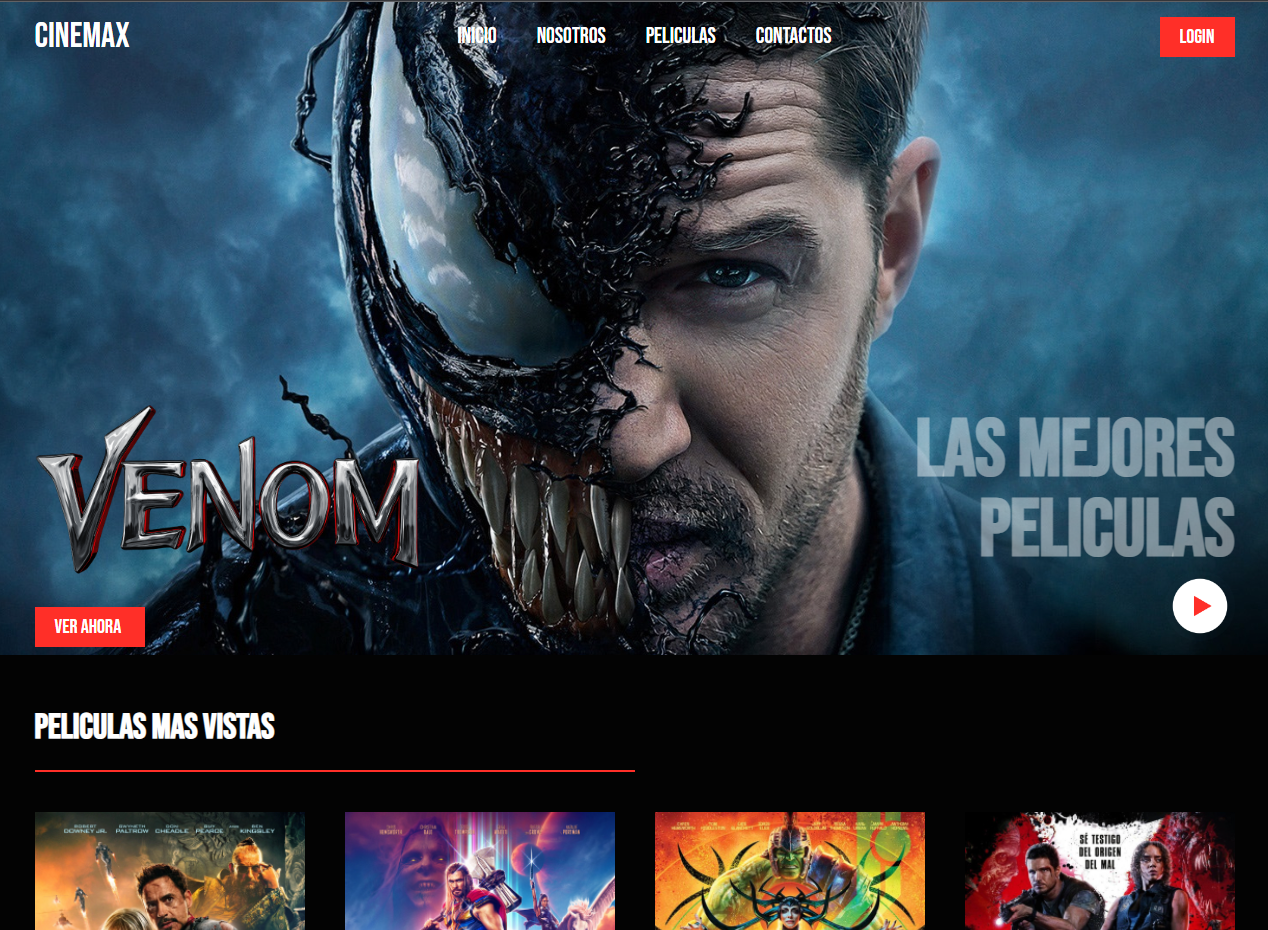 CINEMAX
INICIO NOSOTROS PELICULAS CONTACTOS
LOGIN
VENOM
LAS MEJORES
PELICULAS
VER AHORA
PELICULAS MAS VISTAS
ROBERT DOWNEY JR. GWYNETH PALTROW DON CHEADLE GUY PEARCE BEN KINGSLEY
SÉ TESTIGO
DEL ORIGEN
DEL MAL